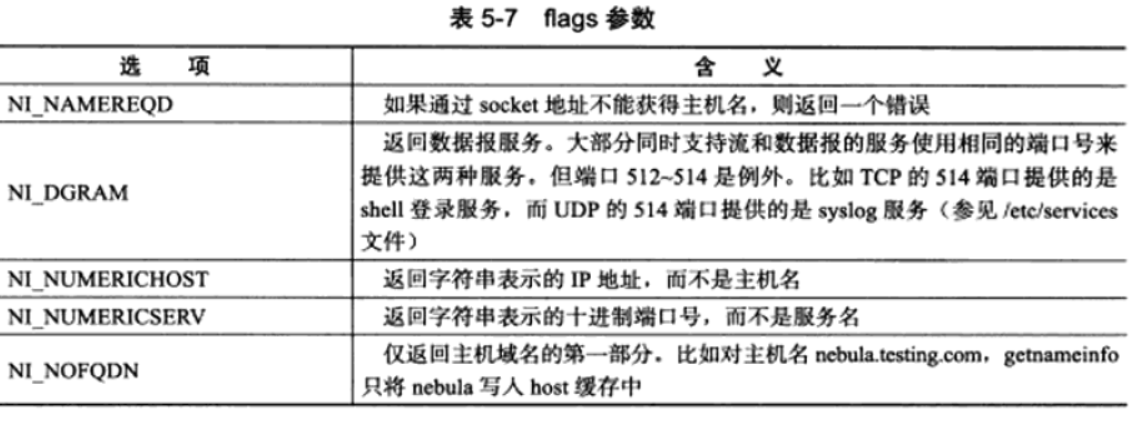 表 5-7 flags 参数
选 项 含 义
NI_NAMEREQD 如果通过 socket 地址不能获得主机名，则返回一个错误
NI_DGRAM
返回数据报服务。大部分同时支持流和数据报的服务使用相同的端口号来
提供这两种服务。但端口 512~514 是例外。比如 TCP 的 514 端口提供的是
shell 登录服务，而 UDP 的 514 端口提供的是 syslog 服务（参见 /etc/services
文件）
NI_NUMERICHOST 返回字符串表示的 IP 地址，而不是主机名
NI_NUMERICSERV 返回字符串表示的十进制端口号，而不是服务名
NI_NOFQDN
仅返回主机域名的第一部分。比如对主机名 nebula.testing.com，getnameinfo
只将 nebula 写入 host 缓存中